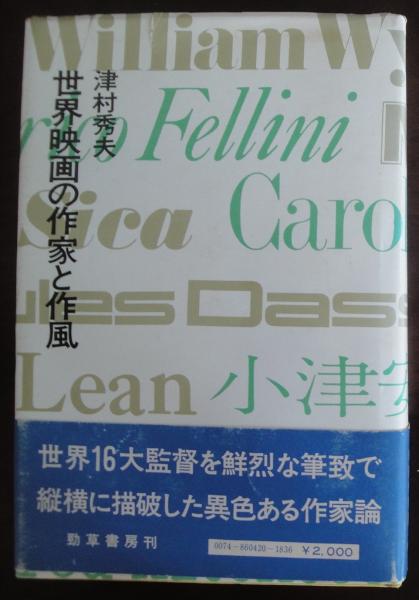 William Wy
津村秀夫
世界映画の作家と作風
Fellini
Sica
Carol
ules Dass
Lean 小津安
世界16大監督を鮮烈な筆致で
縦横に描破した異色ある作家論
勁草書房刊
0074-860420-1836 ¥2,000